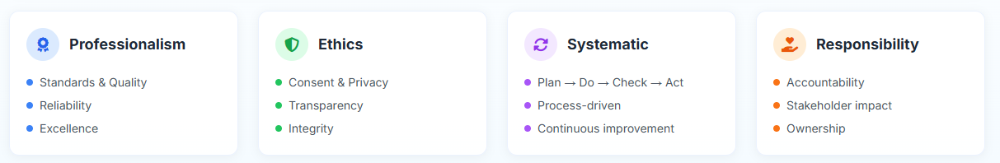 Professionalism
Standards & Quality
Reliability
Excellence
Ethics
Consent & Privacy
Transparency
Integrity
Systematic
Plan → Do → Check → Act
Process-driven
Continuous improvement
Responsibility
Accountability
Stakeholder impact
Ownership